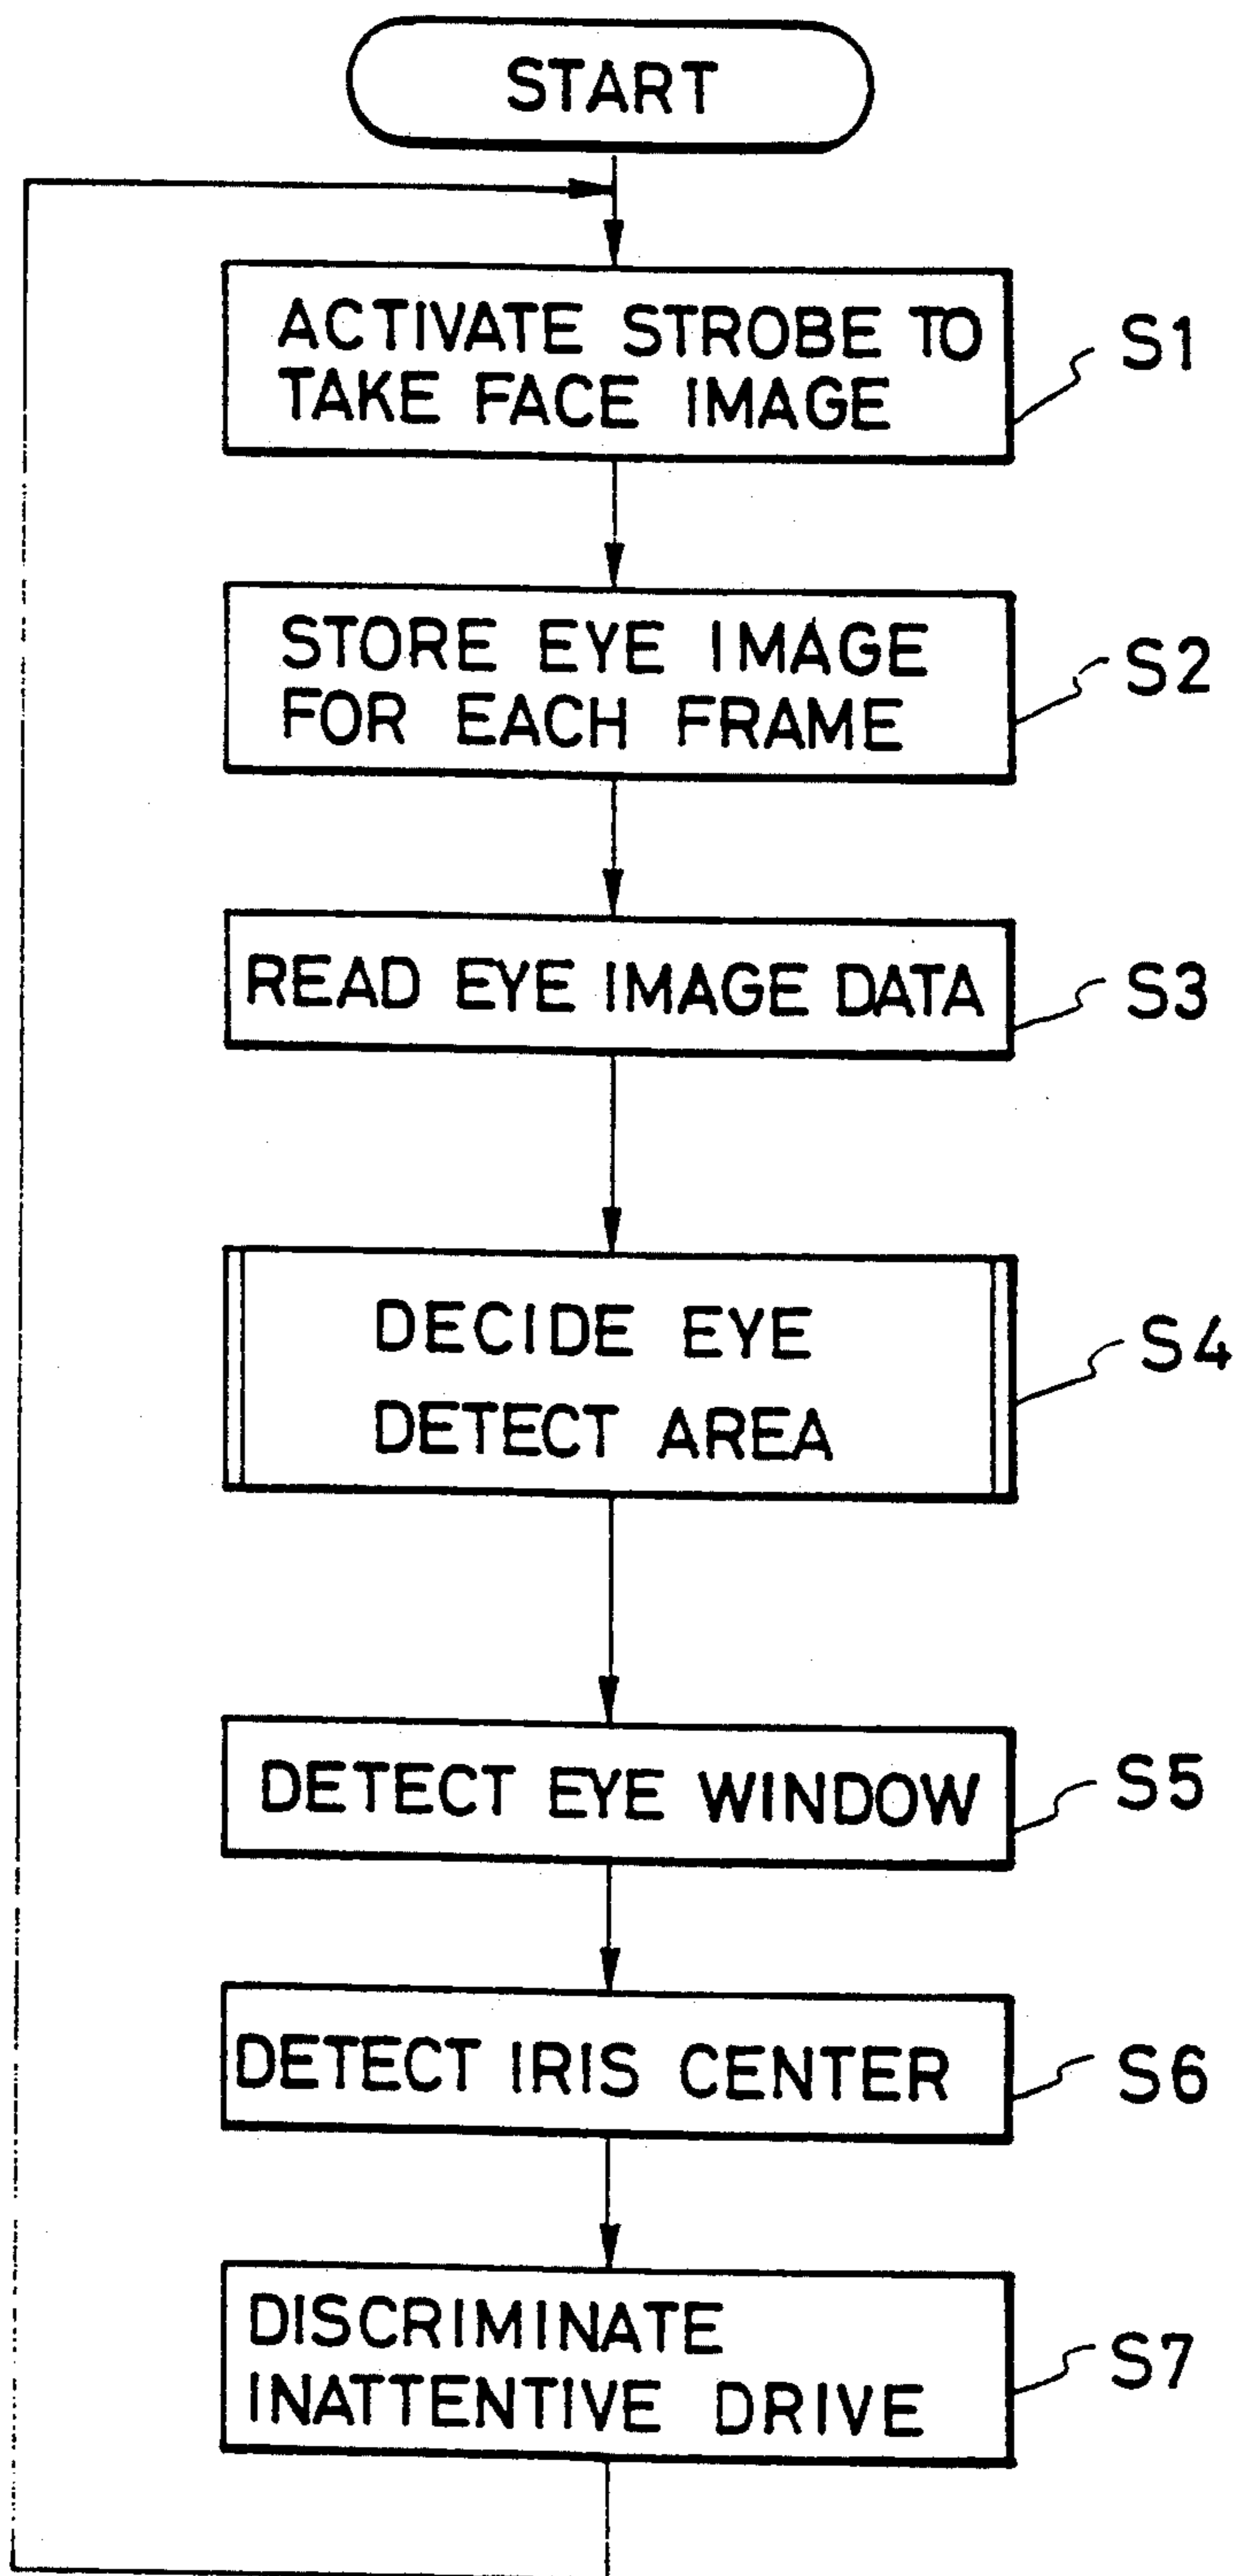 START
ACTIVATE STROBE TO
TAKE FACE IMAGE
S1
STORE EYE IMAGE
FOR EACH FRAME
S2
READ EYE IMAGE DATA
S3
DECIDE EYE
DETECT AREA
S4
DETECT EYE WINDOW
S5
DETECT IRIS CENTER
S6
DISCRIMINATE
INATTENTIVE DRIVE
S7